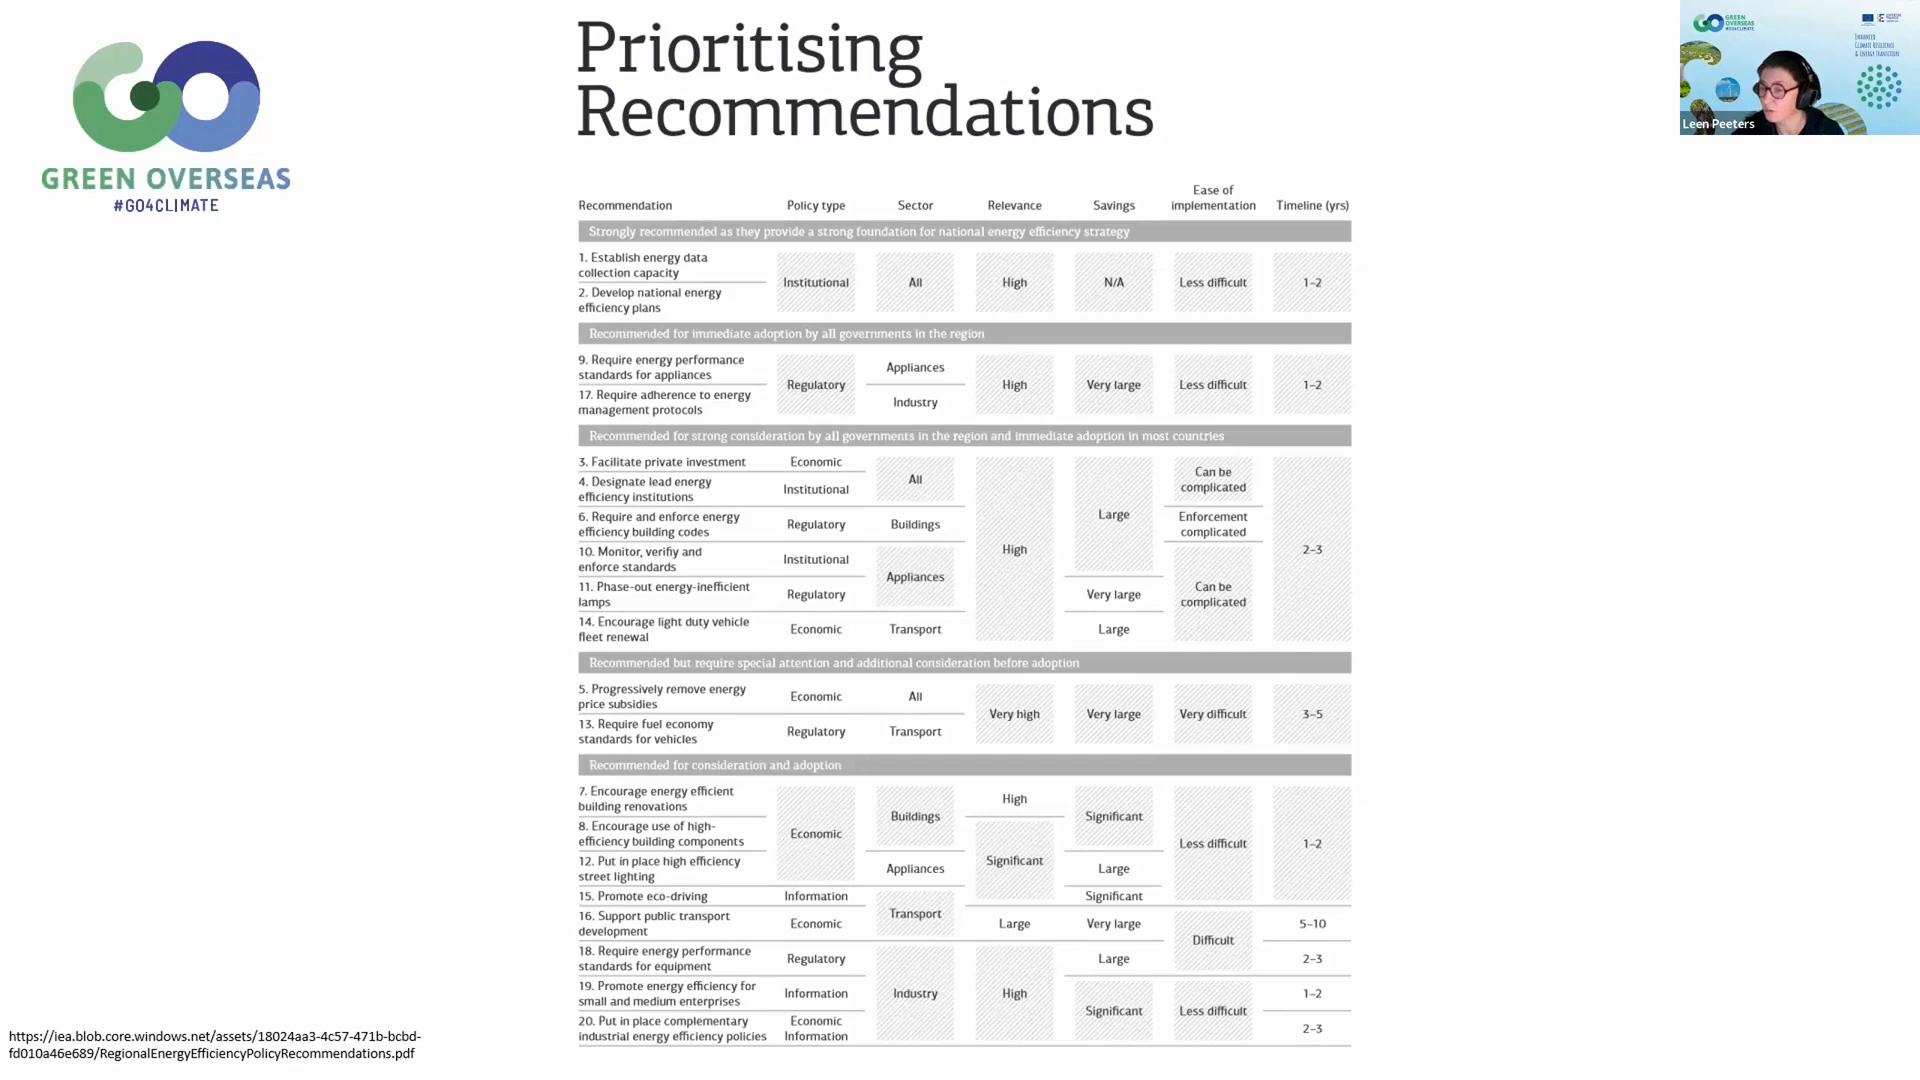 Prioritising
Recommendations
GREEN OVERSEAS
#GO4CLIMATE
GREEN OVERSEAS
#GO4CLIMATE
ENHANCED
CLIMATE RESILIENCE
& ENERGY TRANSITION
Leen Peeters
Recommendation Policy type Sector Relevance Savings Ease of implementation Timeline (yrs)
Strongly recommended as they provide a strong foundation for national energy efficiency strategy
1. Establish energy data
collection capacity
2. Develop national energy
efficiency plans
Institutional All High N/A Less difficult 1–2
Recommended for immediate adoption by all governments in the region
9. Require energy performance
standards for appliances
Appliances
17. Require adherence to energy
management protocols
Industry
Regulatory High Very large Less difficult 1–2
Recommended for strong consideration by all governments in the region and immediate adoption in most countries
3. Facilitate private investment Economic
4. Designate lead energy
efficiency institutions
Institutional
All
Can be
complicated
6. Require and enforce energy
efficiency building codes
Regulatory Buildings
Large
Enforcement
complicated
10. Monitor, verifiy and
enforce standards
Institutional
High
2–3
11. Phase-out energy-inefficient
lamps
Regulatory
Appliances
Very large
Can be
complicated
14. Encourage light duty vehicle
fleet renewal
Economic Transport Large
Recommended but require special attention and additional consideration before adoption
5. Progressively remove energy
price subsidies
Economic All
13. Require fuel economy
standards for vehicles
Regulatory Transport
Very high Very large Very difficult 3–5
Recommended for consideration and adoption
7. Encourage energy efficient
building renovations
High
8. Encourage use of high-
efficiency building components
Economic Buildings Significant Less difficult 1–2
12. Put in place high efficiency
street lighting
Appliances Significant Large
15. Promote eco-driving Information Significant
16. Support public transport
development
Economic Transport Large Very large 5–10
Difficult
18. Require energy performance
standards for equipment
Regulatory Large 2–3
19. Promote energy efficiency for
small and medium enterprises
Information Industry High 1–2
Significant Less difficult
20. Put in place complementary
industrial energy efficiency policies
Economic
Information
2–3
https://iea.blob.core.windows.net/assets/18024aa3-4c57-471b-bcbd-
fd010a46e689/RegionalEnergyEfficiencyPolicyRecommendations.pdf